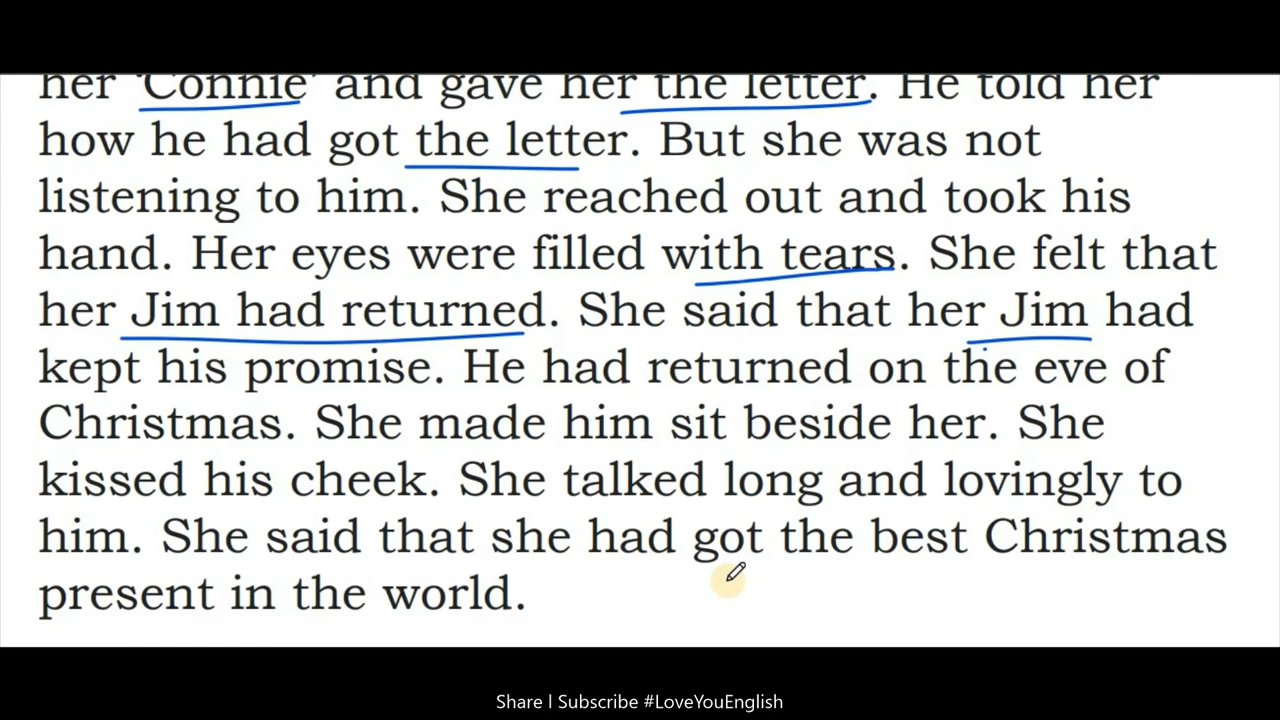 her 'Connie' and gave her the letter. He told her
how he had got the letter. But she was not
listening to him. She reached out and took his
hand. Her eyes were filled with tears. She felt that
her Jim had returned. She said that her Jim had
kept his promise. He had returned on the eve of
Christmas. She made him sit beside her. She
kissed his cheek. She talked long and lovingly to
him. She said that she had got the best Christmas
present in the world.
Share | Subscribe #LoveYouEnglish